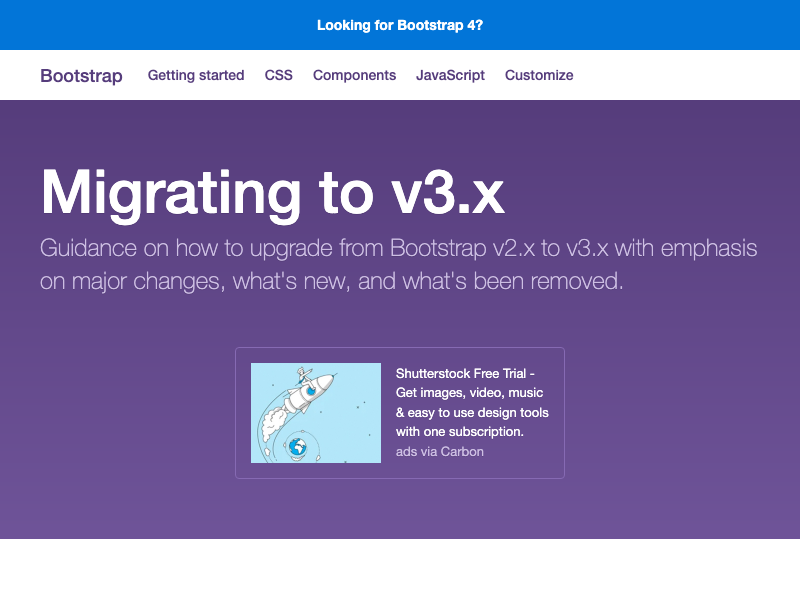 Looking for Bootstrap 4?
Bootstrap Getting started CSS Components JavaScript Customize
Migrating to v3.x
Guidance on how to upgrade from Bootstrap v2.x to v3.x with emphasis
on major changes, what's new, and what's been removed.
Shutterstock Free Trial -
Get images, video, music
& easy to use design tools
with one subscription.
ads via Carbon